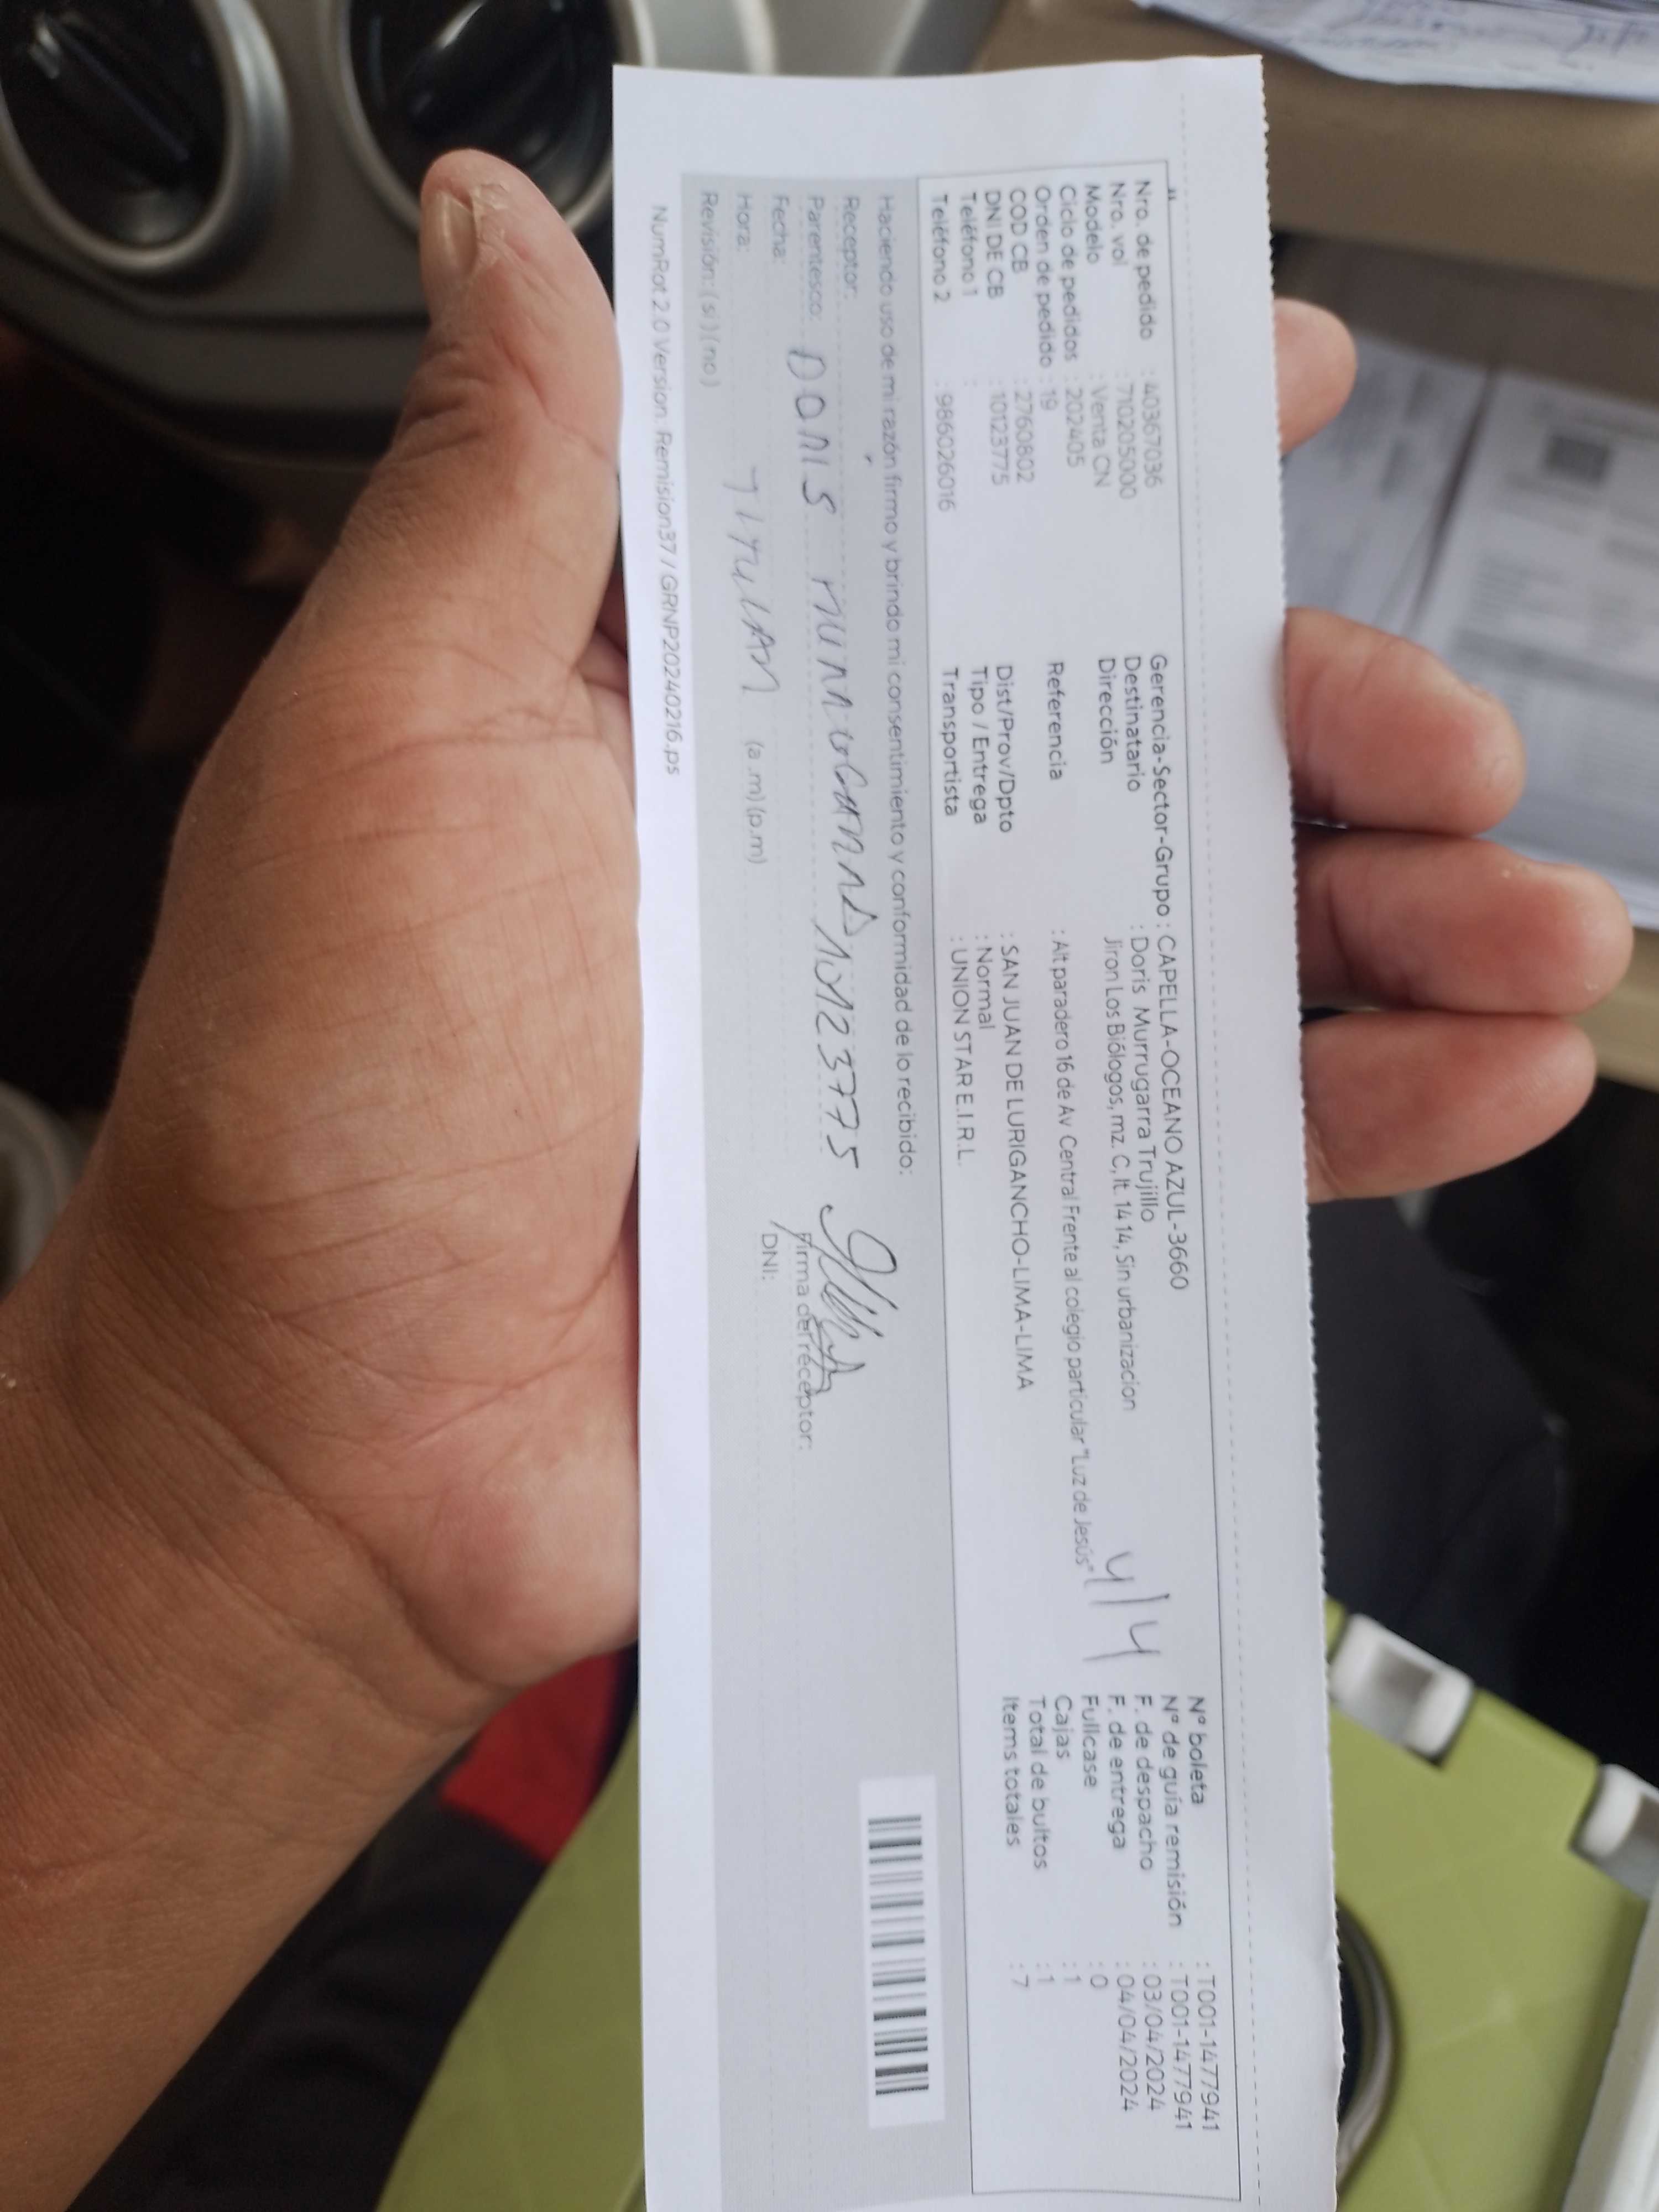 Nro. de pedido : 40367036
Nro. vol : 710205000
Modelo : Venta CN
Ciclo de pedidos : 202405
Orden de pedido : 19
COD CB : 27608802
DNI DE CB : 10123775
Teléfono 1 :
Teléfono 2 : 986026016
Gerencia-Sector-Grupo : CAPELLA-OCEANO AZUL-3660
Destinatario : Doris Murrugarra Trujillo
Dirección Jiron Los Biólogos, mz. C, lt. 14 14, Sin urbanizacion
Referencia : Alt paradero 16 de Av Central Frente al colegio particular "Luz de Jesús"
Dist/Prov/Dpto : SAN JUAN DE LURIGANCHO-LIMA-LIMA
Tipo / Entrega : Normal
Transportista : UNION STAR E.I.R.L.
4/4
N° boleta : T001-1477941
N° de guía remisión : T001-1477941
F. de despacho : 03/04/2024
F. de entrega : 04/04/2024
Fullcase : 0
Cajas : 1
Total de bultos : 1
Items totales : 7
Haciendo uso de mi razón firmo y brindo mi consentimiento y conformidad de lo recibido:
Receptor:
Parentesco: DORIS MURRUGARRA 10123775
Fecha:
Firma del receptor:
Hora: TITULAR (a.m)(p.m)
DNI:
Revisión: (si)(no)
NumRot 2.0 Version. Remision37 / GRNP20240216.ps